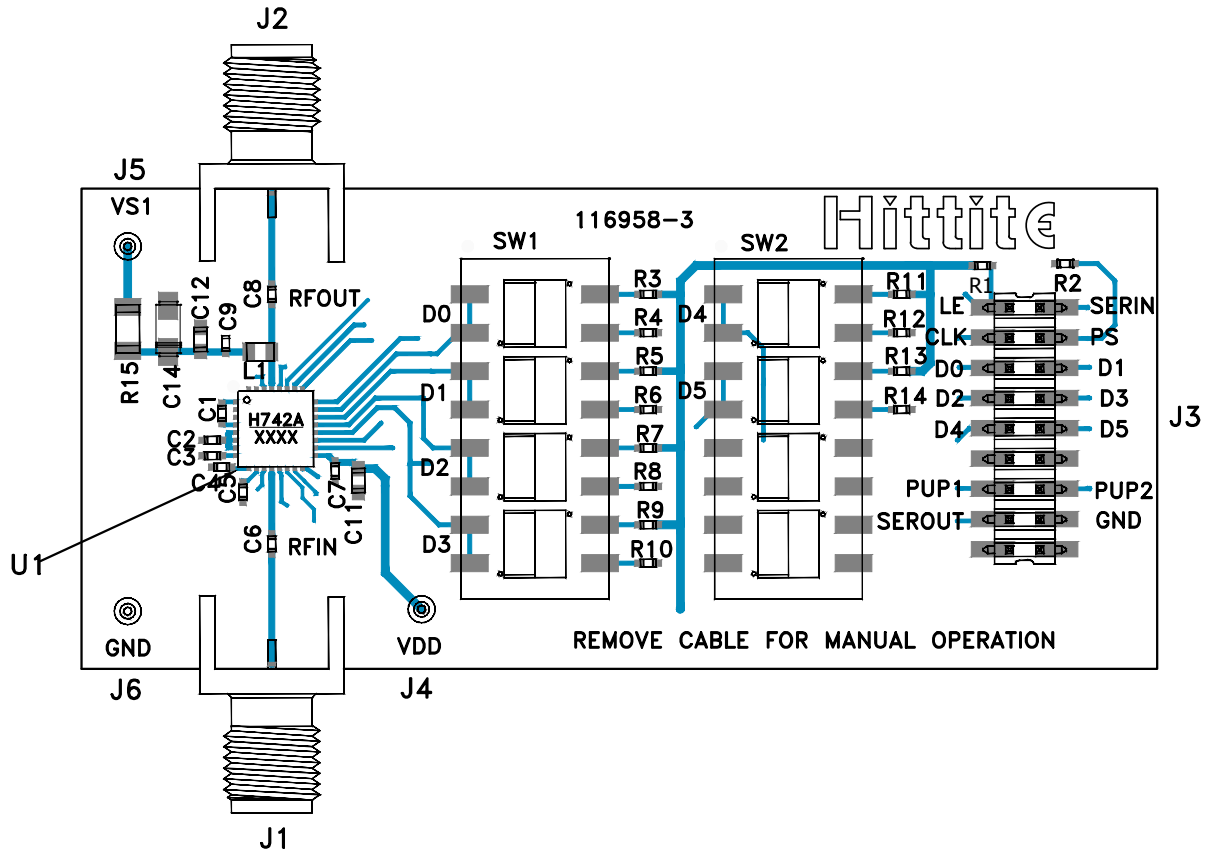 J2
J5
VS1
116958-3
Hittite
SW1
SW2
C12
C9
C8
RFOUT
R3
R4
R5
R6
R7
R8
R9
R10
D0
D1
D2
D3
D4
D5
R11
R12
R13
R14
R1
R2
LE
SERIN
CLK
PS
D0
D1
D2
D3
D4
D5
PUP1
PUP2
SEROUT
GND
J3
R15
C14
L1
C1
H742A
XXXX
C2
C3
C4
C5
C7
C11
C6
RFIN
U1
GND
VDD
REMOVE CABLE FOR MANUAL OPERATION
J6
J4
J1